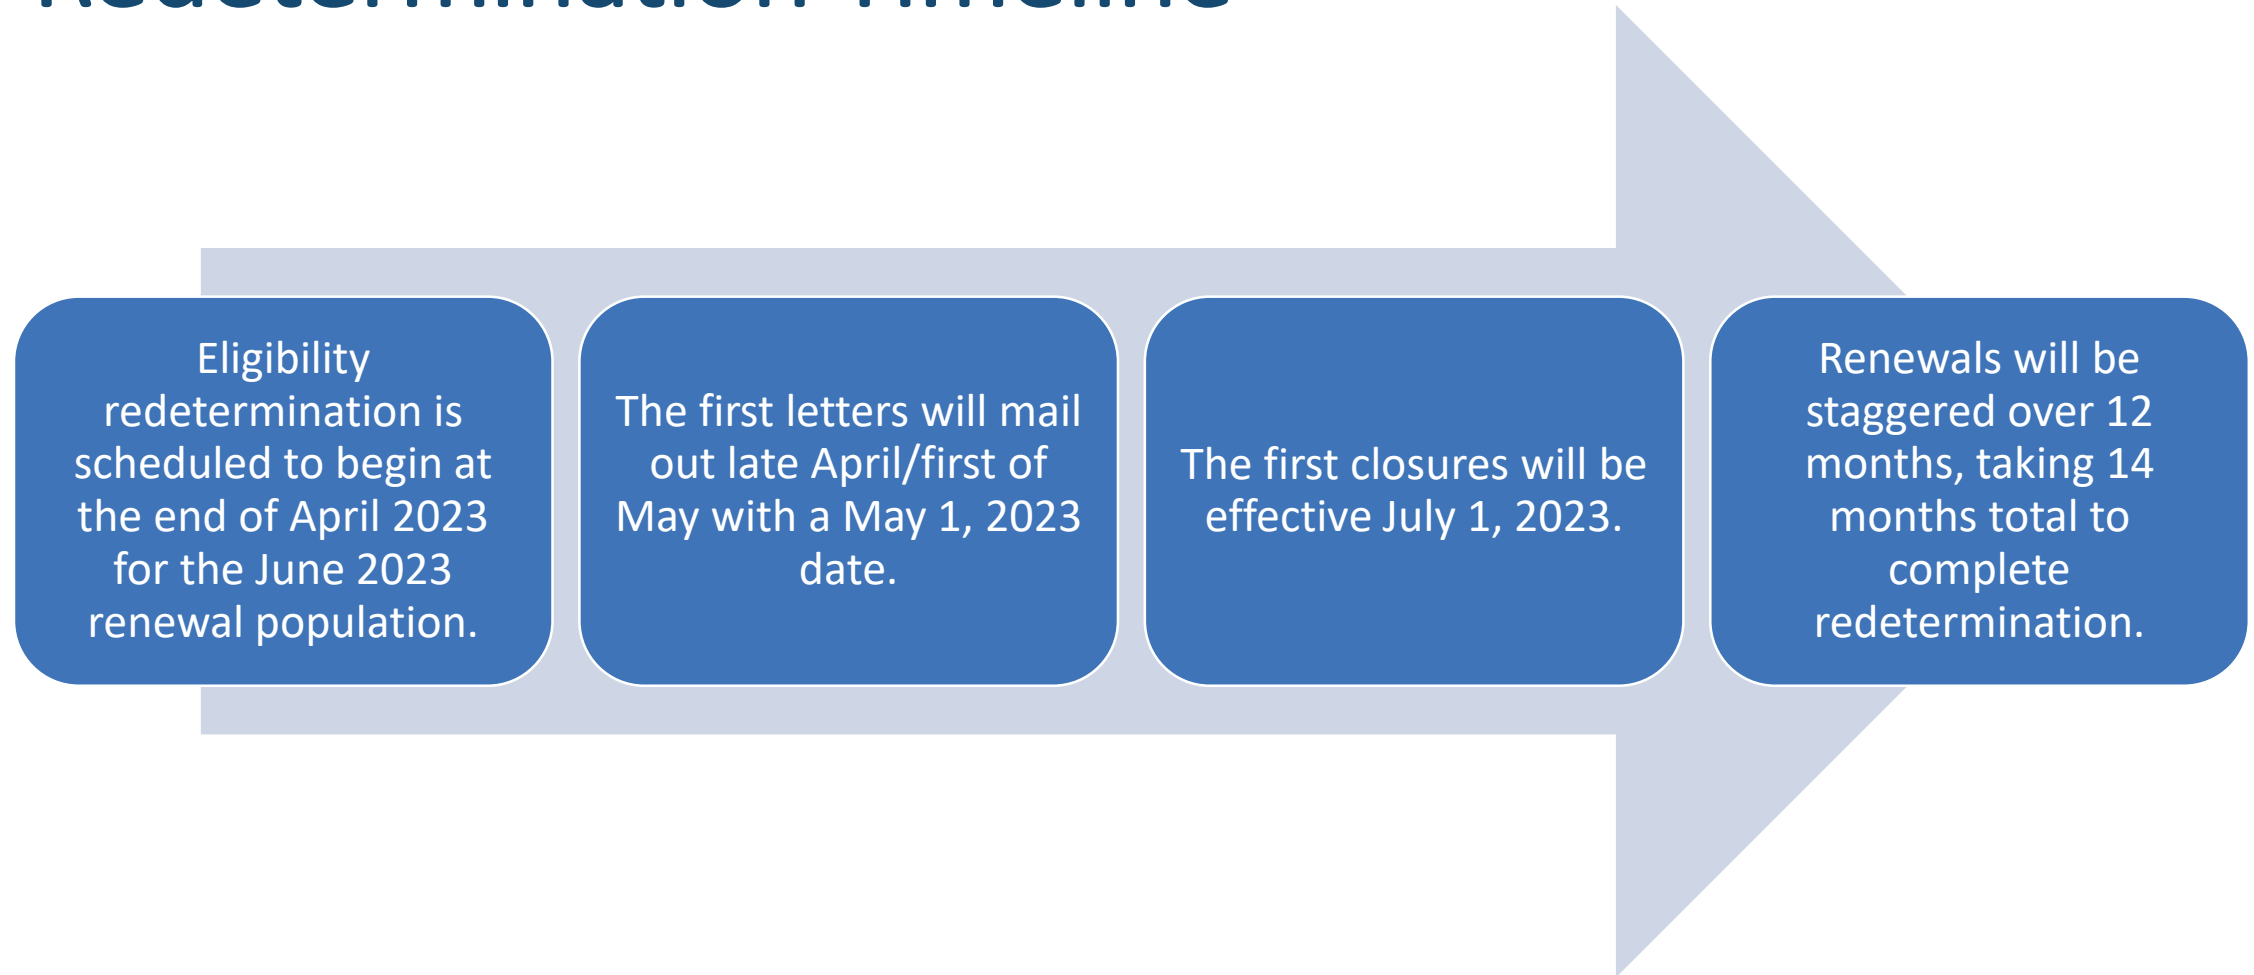 Redetermination Timeline
Eligibility
redetermination is
scheduled to begin at
the end of April 2023
for the June 2023
renewal population.
The first letters will mail
out late April/first of
May with a May 1, 2023
date.
The first closures will be
effective July 1, 2023.
Renewals will be
staggered over 12
months, taking 14
months total to
complete
redetermination.